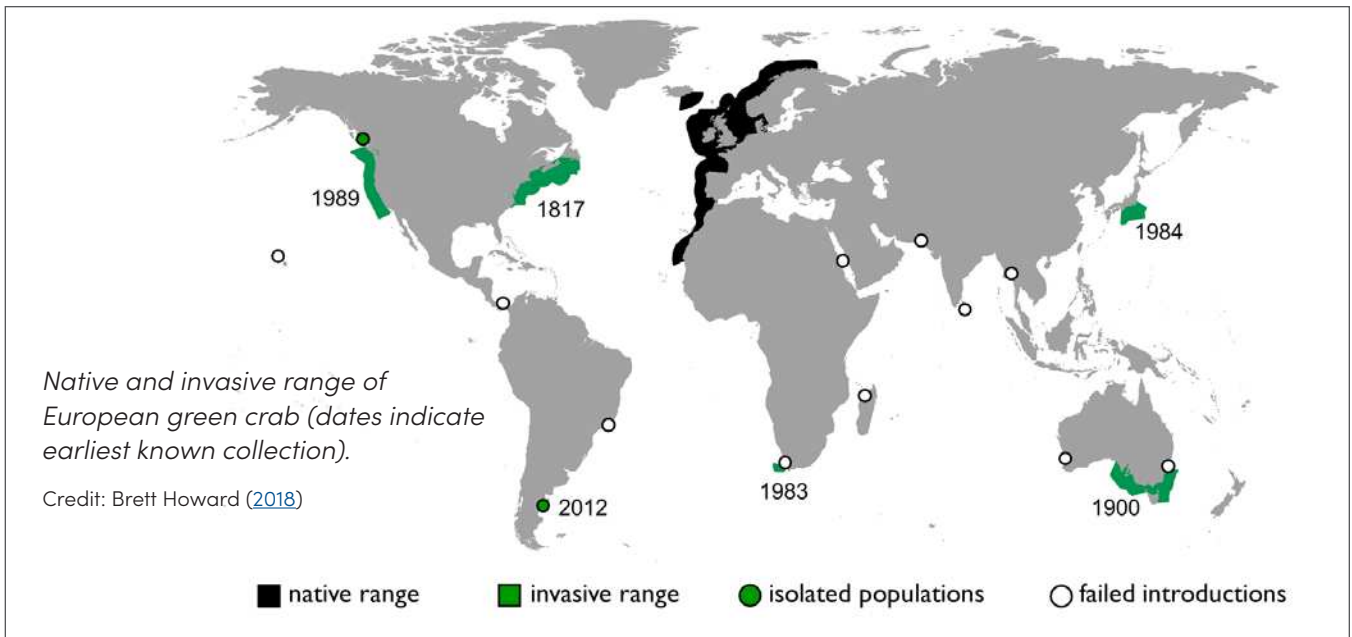 1989
1817
1984
Native and invasive range of
European green crab (dates indicate
earliest known collection).
Credit: Brett Howard (2018)
2012
1983
1900
native range
invasive range
isolated populations
failed introductions